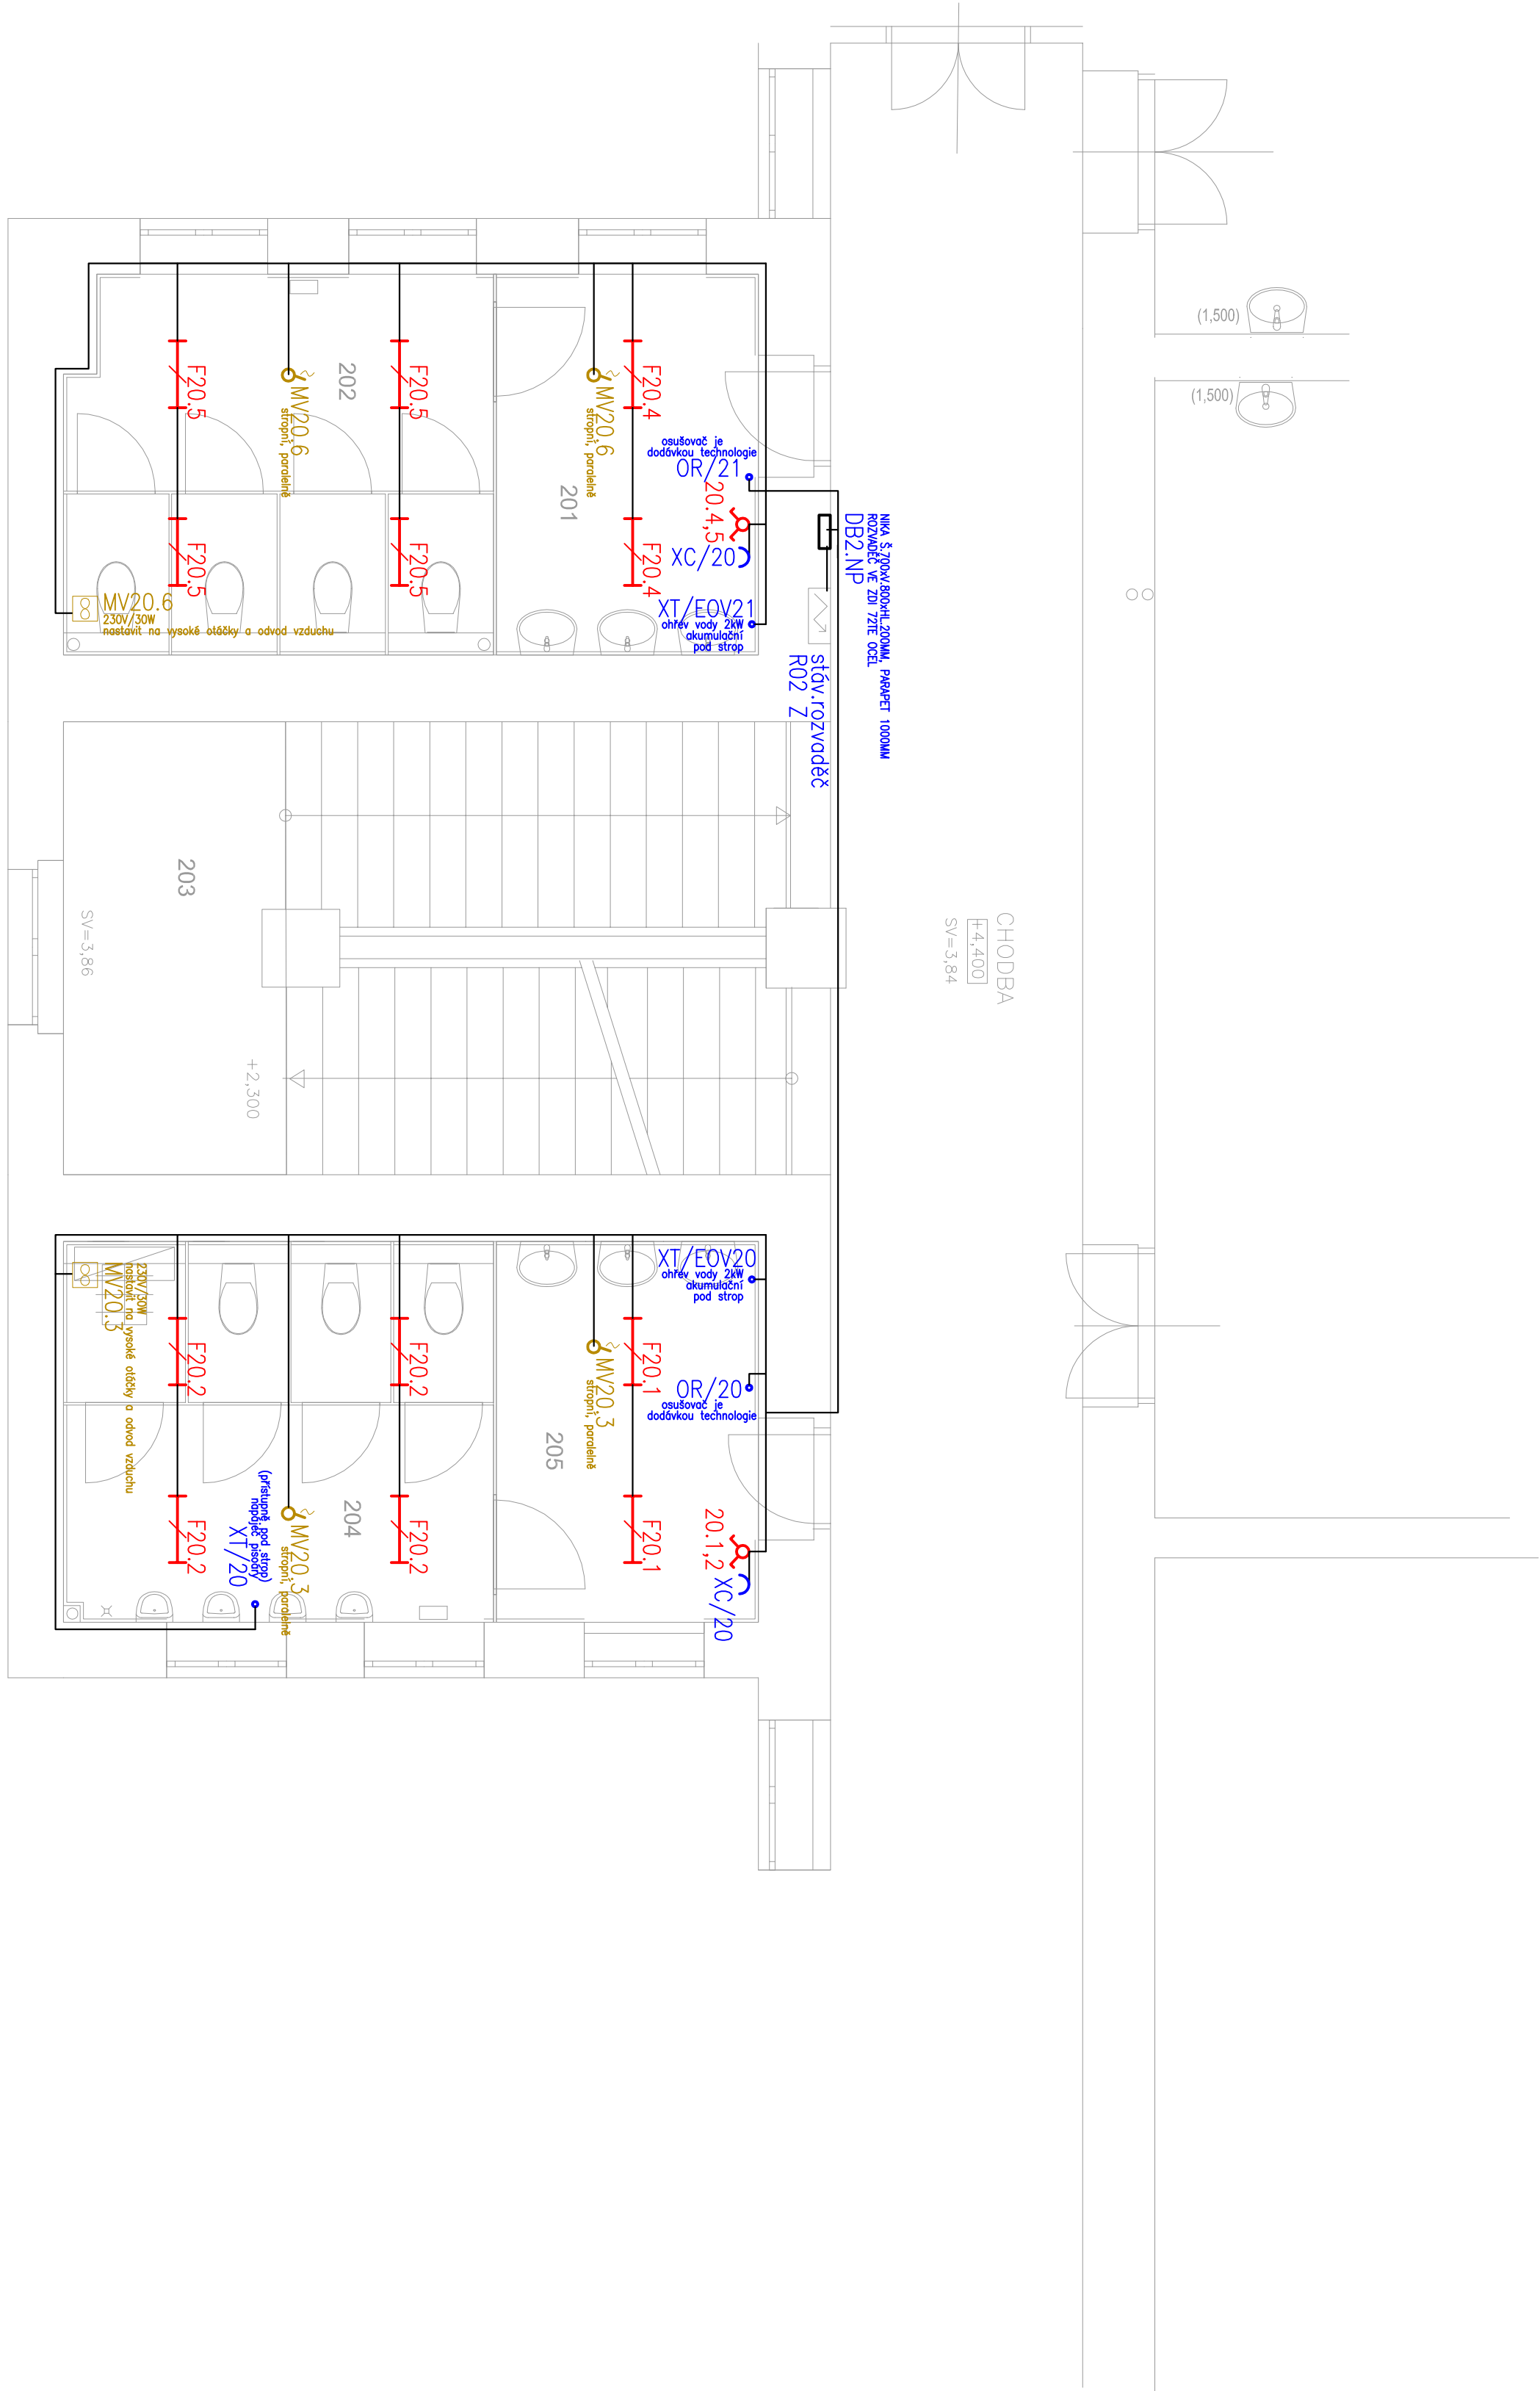 (1,500)
(1,500)
F20.5
MV20.6
stropní, paralelně
202
F20.5
MV20.6
stropní, paralelně
F20.4
osušovač je
dodávkou technologie
OR/21
201
20.4,5
XC/20
F20.5
F20.5
F20.4
NIKA Š.700xV.800xHL.200MM, PARAPET 1000MM
ROZVADĚČ VE ZDI 72TE OCEL
DB2.NP
MV20.6
230V/30W
nastavit na vysoké otáčky a odvod vzduchu
XT/EOV21
ohřev vody 2kW
akumulační
pod strop
stáv.rozvaděč
R02 Z
203
SV=3,86
CHODBA
+4,400
SV=3,84
+2,300
XT/EOV20
ohřev vody 2kW
akumulační
pod strop
230V/30W
nastavit na vysoké otáčky a odvod vzduchu
MV20.3
F20.2
F20.2
MV20.3
stropní, paralelně
F20.1
OR/20
osušovač je
dodávkou technologie
205
(přístupné pod strop)
napáječ pisoáry
XT/20
F20.2
MV20.3
stropní, paralelně
204
F20.2
F20.1
20.1,2
XC/20